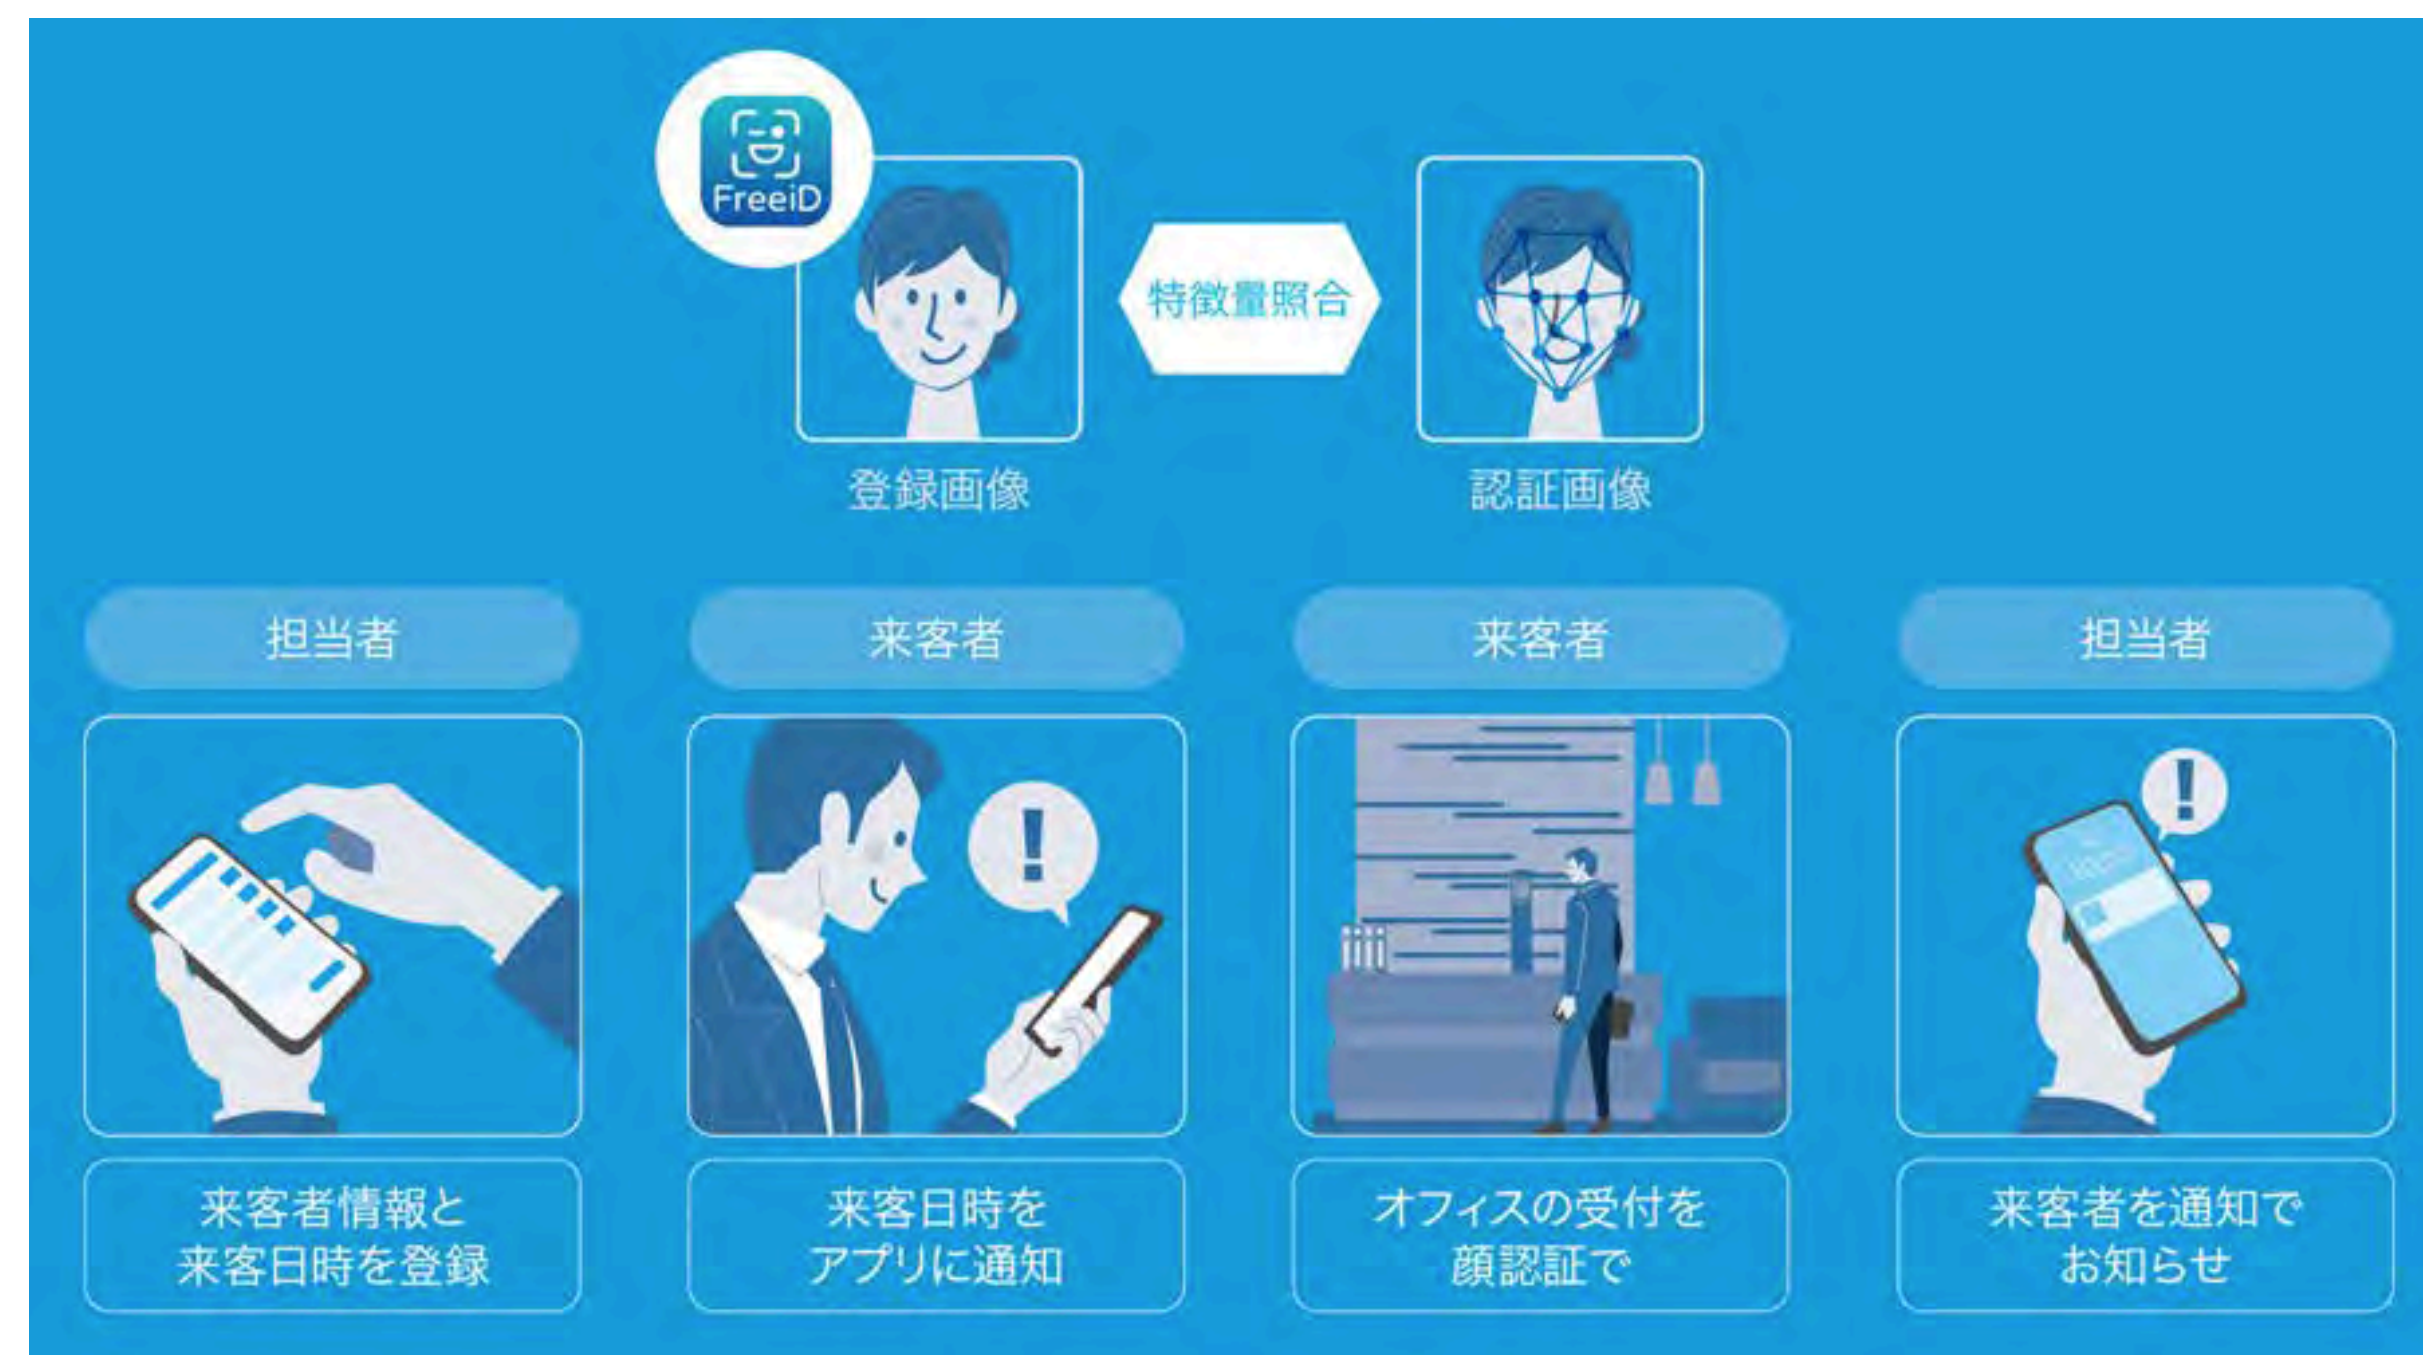 FreeiD
特徴量照合
登録画像
認証画像
担当者
来客者
来客者
担当者
来客者情報と
来客日時を登録
来客日時を
アプリに通知
オフィスの受付を
顔認証で
来客者を通知で
お知らせ